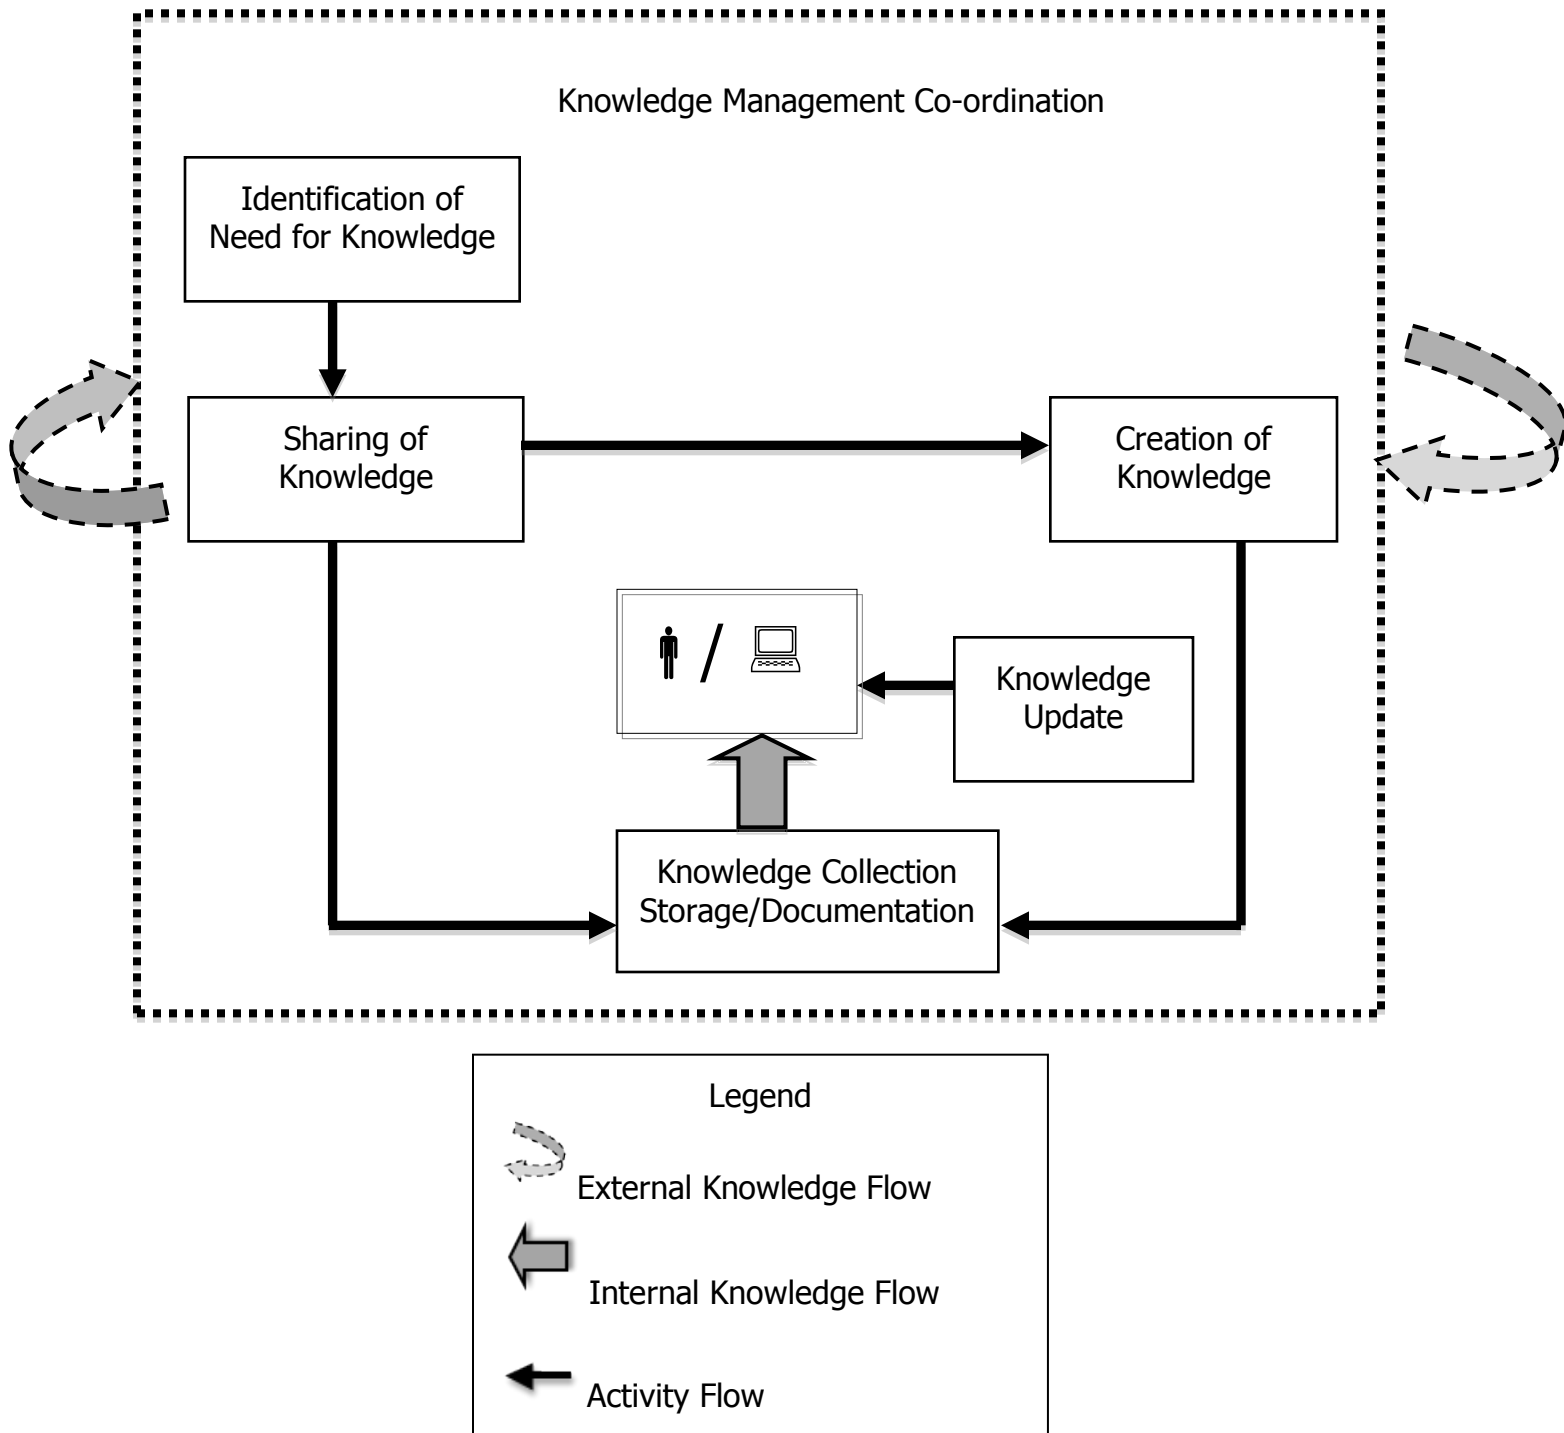 Knowledge Management Co-ordination
Identification of
Need for Knowledge
Sharing of
Knowledge
Creation of
Knowledge
/
Knowledge
Update
Knowledge Collection
Storage/Documentation
Legend
External Knowledge Flow
Internal Knowledge Flow
Activity Flow